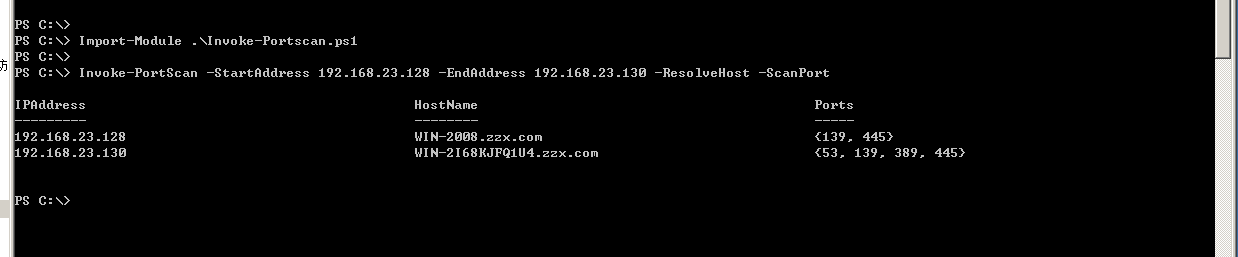 PS C:\>
PS C:\> Import-Module .\Invoke-Portscan.ps1
PS C:\>
PS C:\> Invoke-PortScan -StartAddress 192.168.23.128 -EndAddress 192.168.23.130 -ResolveHost -ScanPort
IPAddress HostName Ports
--------- -------- -----
192.168.23.128 WIN-2008.zzx.com {139, 445}
192.168.23.130 WIN-2I68KJFQ1U4.zzx.com {53, 139, 389, 445}
PS C:\>